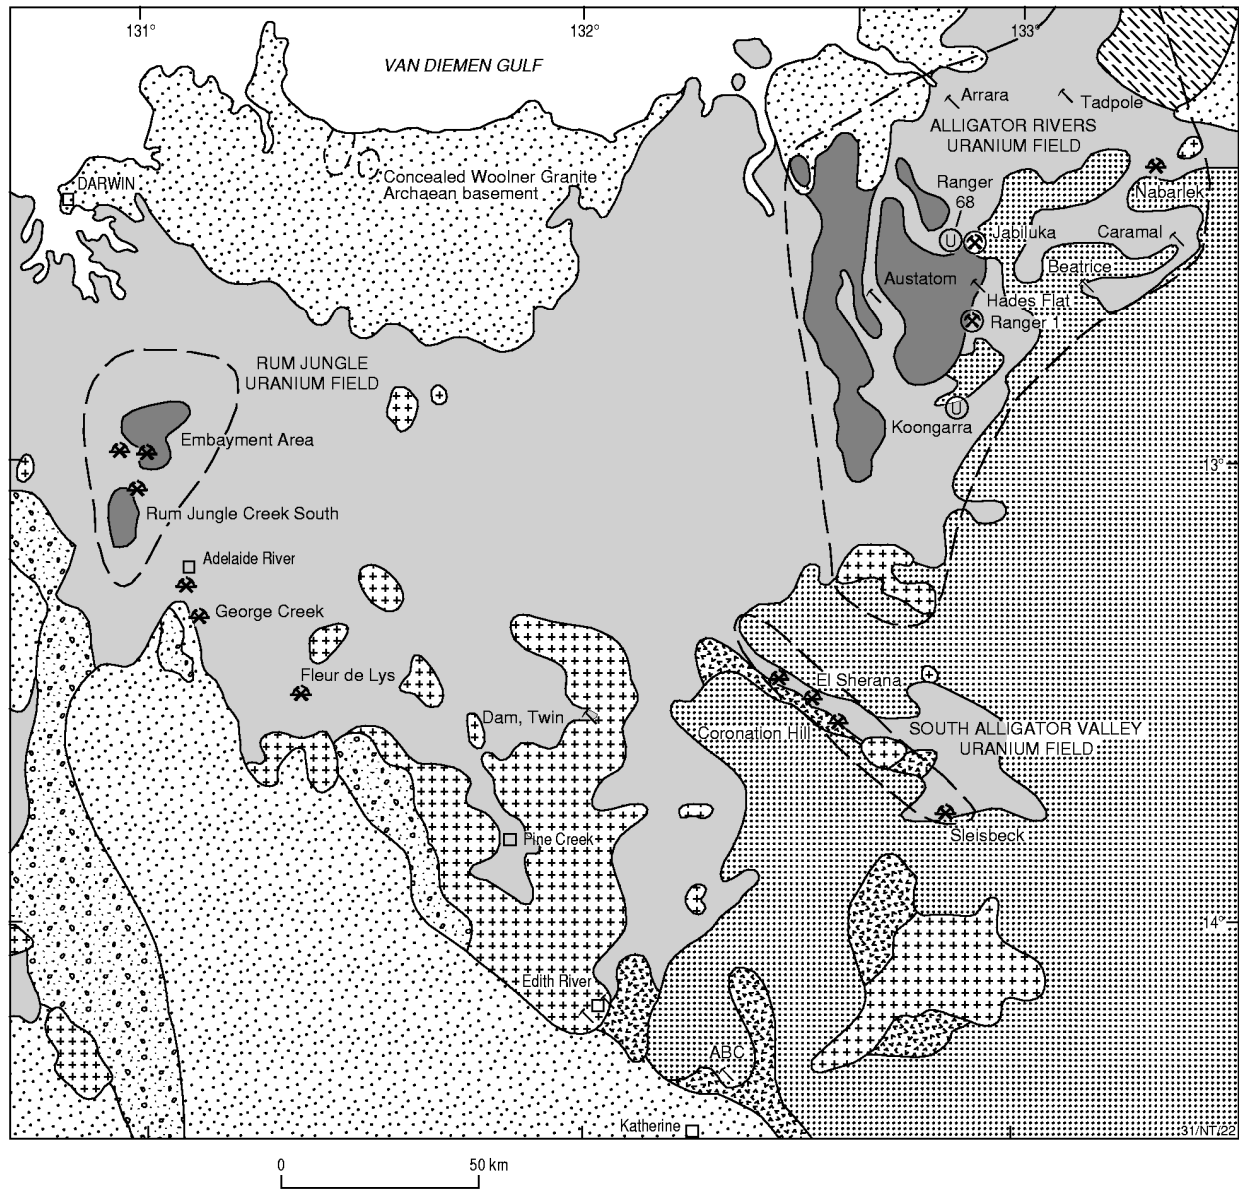 131°
132°
133°
VAN DIEMEN GULF
Arrara
Tadpole
ALLIGATOR RIVERS
URANIUM FIELD
Concealed Woolner Granite
Archaean basement
DARWIN
Ranger
68
Nabarlek
U
Jabiluka
Caramal
Beatrice
Austatom
Hades Flat
Ranger 1
RUM JUNGLE
URANIUM FIELD
U
Koongarra
Embayment Area
13°
Rum Jungle Creek South
Adelaide River
George Creek
Fleur de Lys
El Sherana
Dam, Twin
Coronation Hill
SOUTH ALLIGATOR VALLEY
URANIUM FIELD
Pine Creek
Sleisbeck
14°
Edith River
ABC
Katherine
31/NT/22
0 50 km